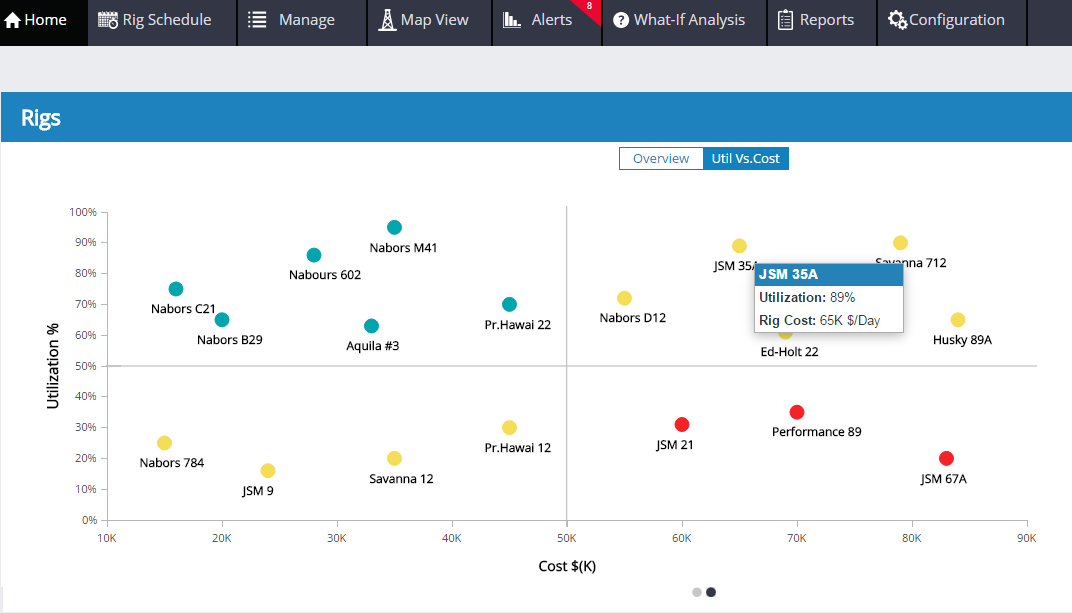 Home
Rig Schedule
Manage
Map View
Alerts
8
What-If Analysis
Reports
Configuration
Rigs
Overview
Util Vs.Cost
100%
90%
80%
70%
60%
50%
40%
30%
20%
10%
0%
Utilization %
Nabors M41
Nabours 602
Nabors C21
Nabors B29
Aquila #3
Pr.Hawai 22
JSM 35A
Savanna 712
JSM 35A
Utilization: 89%
Rig Cost: 65K $/Day
Nabors D12
Husky 89A
Ed-Holt 22
Nabors 784
JSM 9
Savanna 12
Pr.Hawai 12
JSM 21
Performance 89
JSM 67A
10K
20K
30K
40K
50K
60K
70K
80K
90K
Cost $(K)